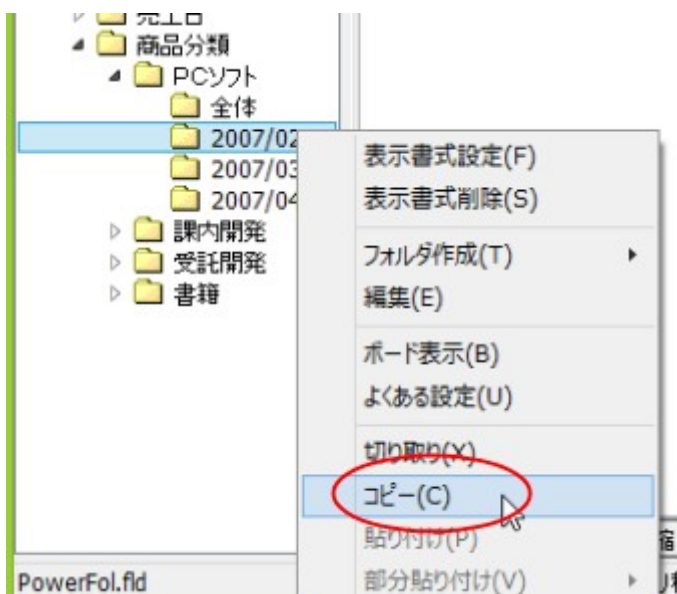 商品分類
PCソフト
全体
2007/02
2007/03
2007/04
課内開発
受託開発
書籍
表示書式設定(F)
表示書式削除(S)
フォルダ作成(T)
編集(E)
ボード表示(B)
よくある設定(U)
切り取り(X)
コピー(C)
貼り付け(P)
部分貼り付け(V)
PowerFol.fld